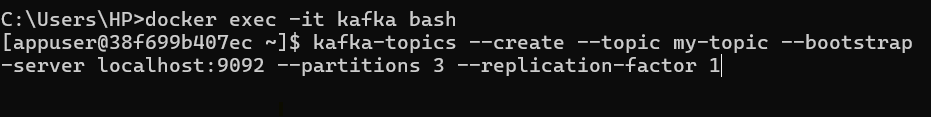 C:\Users\HP>docker exec -it kafka bash
[appuser@38f699b407ec ~]$ kafka-topics --create --topic my-topic --bootstrap
-server localhost:9092 --partitions 3 --replication-factor 1